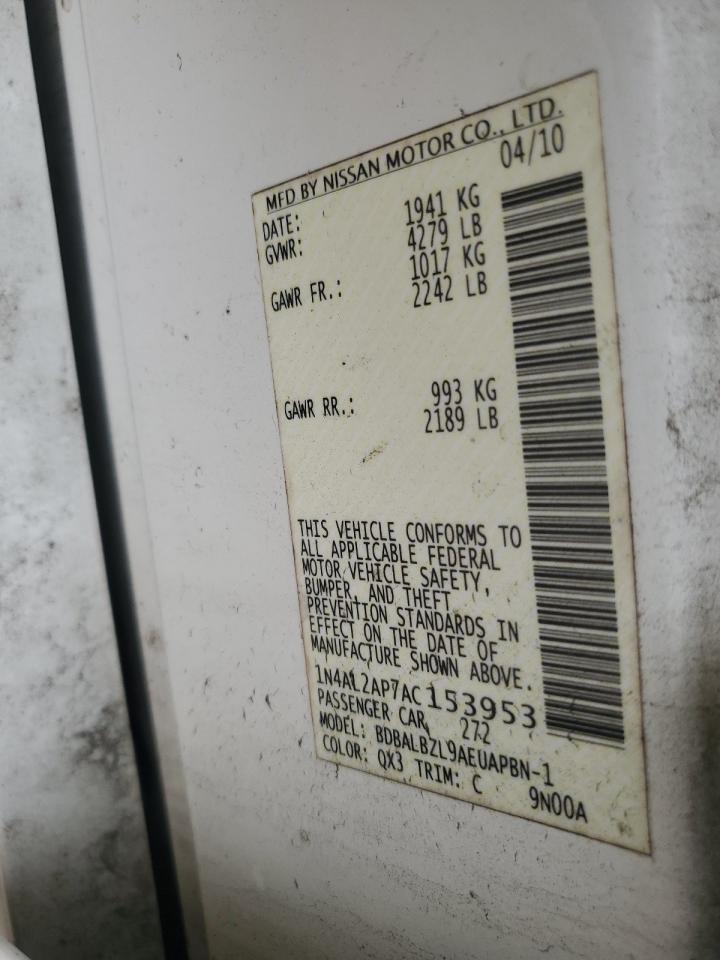 MFD BY NISSAN MOTOR CO., LTD.
DATE: 04/10
GVWR: 1941 KG
4279 LB
GAWR FR.: 1017 KG
2242 LB
GAWR RR.: 993 KG
2189 LB
THIS VEHICLE CONFORMS TO
ALL APPLICABLE FEDERAL
MOTOR VEHICLE SAFETY,
BUMPER, AND THEFT
PREVENTION STANDARDS IN
EFFECT ON THE DATE OF
MANUFACTURE SHOWN ABOVE.
1N4AL2AP7AC153953
PASSENGER CAR 272
MODEL: BDBALBZL9AEUAPBN-1
COLOR: QX3 TRIM: C 9N00A